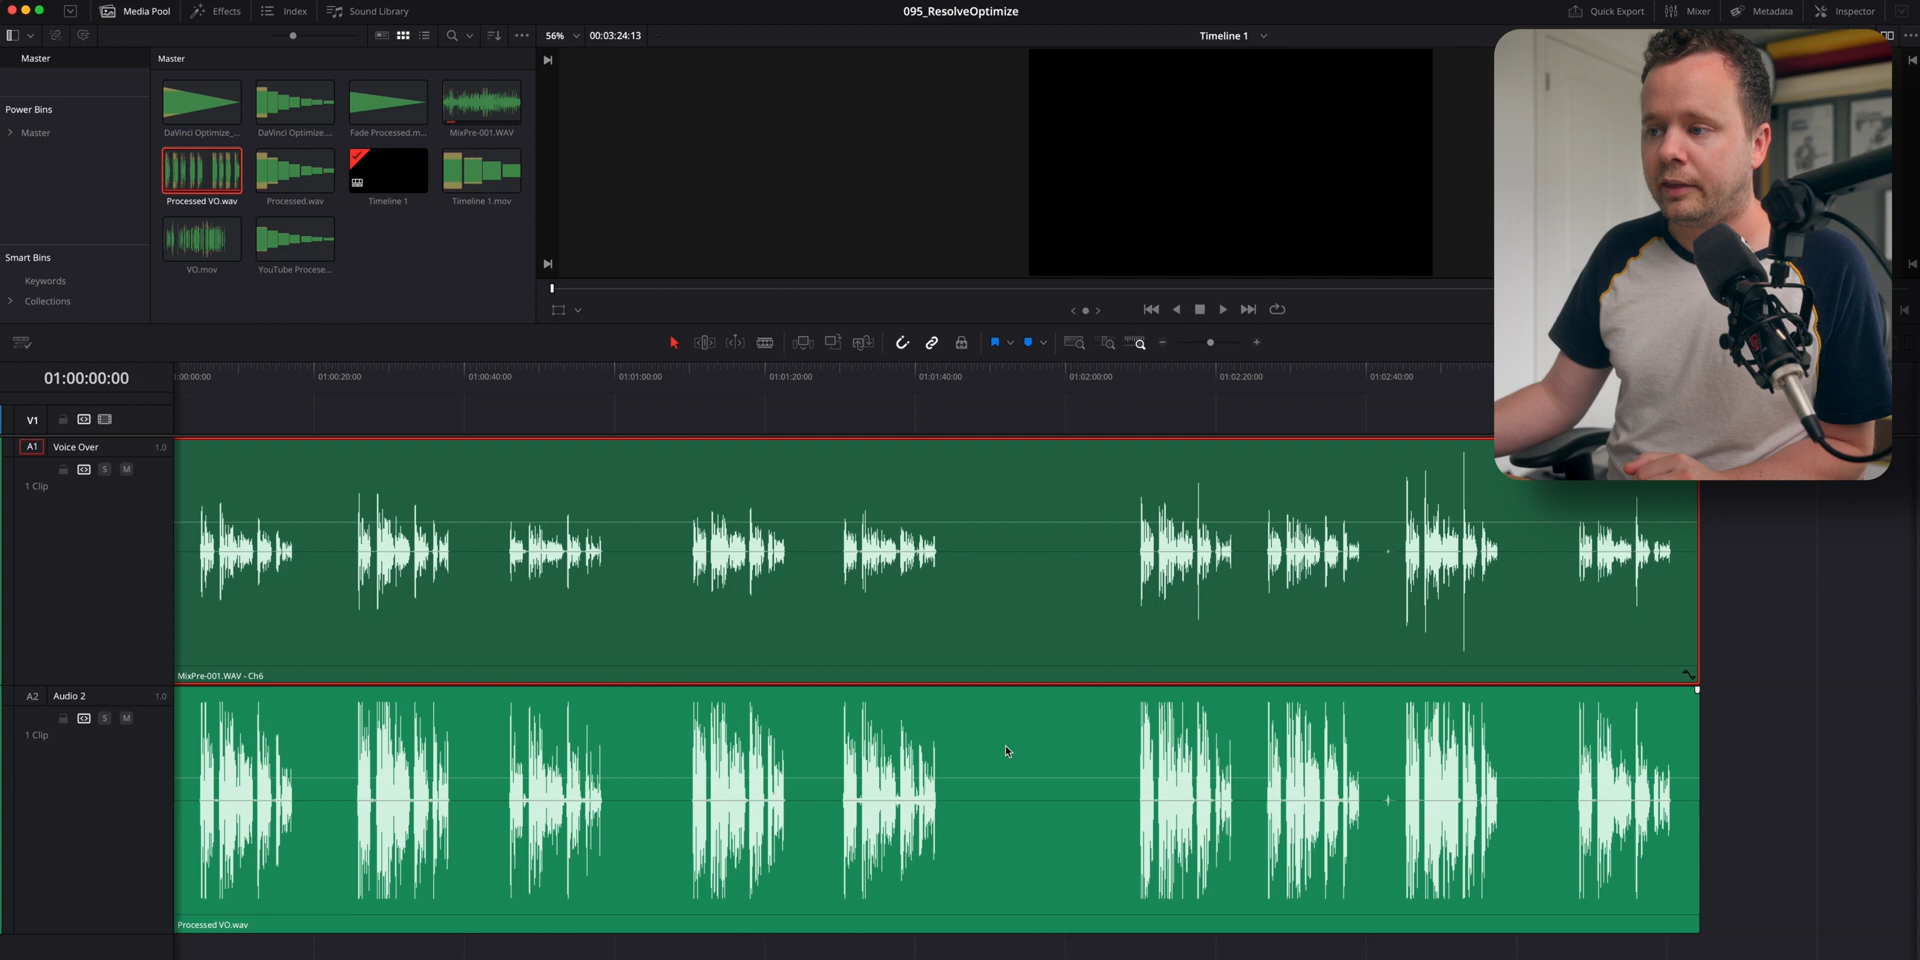 Media Pool
Effects
Index
Sound Library
095_ResolveOptimize
Quick Export
Mixer
Metadata
Inspector
56%
00:03:24:13
Timeline 1
Master
Master
Power Bins
Master
Smart Bins
Keywords
Collections
DaVinci Optimize_...
DaVinci Optimize....
Fade Processed.m...
MixPre-001.WAV
Processed VO.wav
Processed.wav
Timeline 1
Timeline 1.mov
VO.mov
YouTube Procese...
01:00:00:00
1:00:00:00
01:00:20:00
01:00:40:00
01:01:00:00
01:01:20:00
01:01:40:00
01:02:00:00
01:02:20:00
01:02:40:00
V1
A1
Voice Over
1.0
S
M
1 Clip
MixPre-001.WAV - Ch6
A2
Audio 2
1.0
S
M
1 Clip
Processed VO.wav